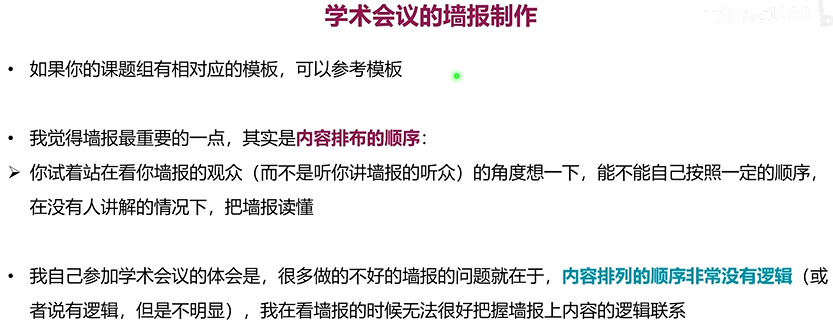 学术会议的墙报制作
• 如果你的课题组有相对应的模板，可以参考模板
• 我觉得墙报最重要的一点，其实是内容排布的顺序：
➢ 你试着站在看你墙报的观众（而不是听你讲墙报的听众）的角度想一下，能不能自己按照一定的顺序，
在没有人讲解的情况下，把墙报读懂
• 我自己参加学术会议的体会是，很多做的不好的墙报的问题就在于，内容排列的顺序非常没有逻辑（或
者说有逻辑，但是不明显），我在看墙报的时候无法很好把握墙报上内容的逻辑联系